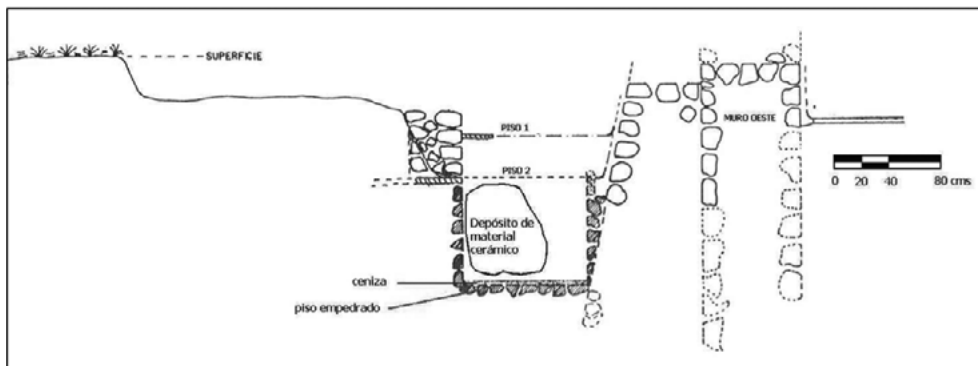 SUPERFICIE
PISO 1
MURO OESTE
PISO 2
0 20 40 80 cms
Depósito de
material
cerámico
ceniza
piso empedrado